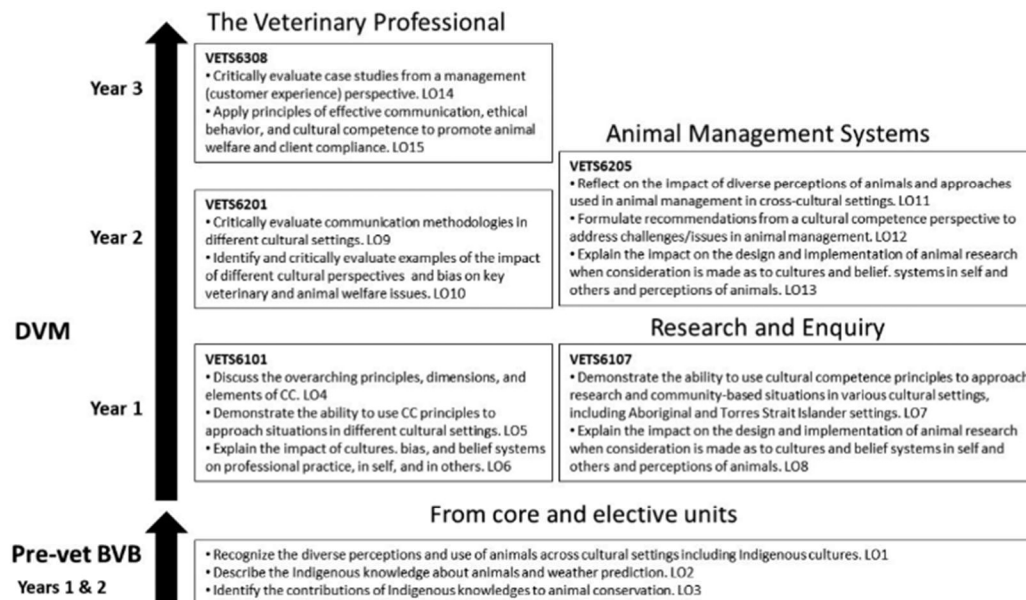 The Veterinary Professional
Year 3
VETS6308
• Critically evaluate case studies from a management
(customer experience) perspective. LO14
• Apply principles of effective communication, ethical
behavior, and cultural competence to promote animal
welfare and client compliance. LO15
Animal Management Systems
Year 2
VETS6201
• Critically evaluate communication methodologies in
different cultural settings. LO9
• Identify and critically evaluate examples of the impact
of different cultural perspectives and bias on key
veterinary and animal welfare issues. LO10
VETS6205
• Reflect on the impact of diverse perceptions of animals and approaches
used in animal management in cross-cultural settings. LO11
• Formulate recommendations from a cultural competence perspective to
address challenges/issues in animal management. LO12
• Explain the impact on the design and implementation of animal research
when consideration is made as to cultures and belief. systems in self and
others and perceptions of animals. LO13
DVM
Research and Enquiry
Year 1
VETS6101
• Discuss the overarching principles, dimensions, and
elements of CC. LO4
• Demonstrate the ability to use CC principles to
approach situations in different cultural settings. LO5
• Explain the impact of cultures. bias, and belief systems
on professional practice, in self, and in others. LO6
VETS6107
• Demonstrate the ability to use cultural competence principles to approach
research and community-based situations in various cultural settings,
including Aboriginal and Torres Strait Islander settings. LO7
• Explain the impact on the design and implementation of animal research
when consideration is made as to cultures and belief systems in self and
others and perceptions of animals. LO8
From core and elective units
Pre-vet BVB
Years 1 & 2
• Recognize the diverse perceptions and use of animals across cultural settings including Indigenous cultures. LO1
• Describe the Indigenous knowledge about animals and weather prediction. LO2
• Identify the contributions of Indigenous knowledges to animal conservation. LO3